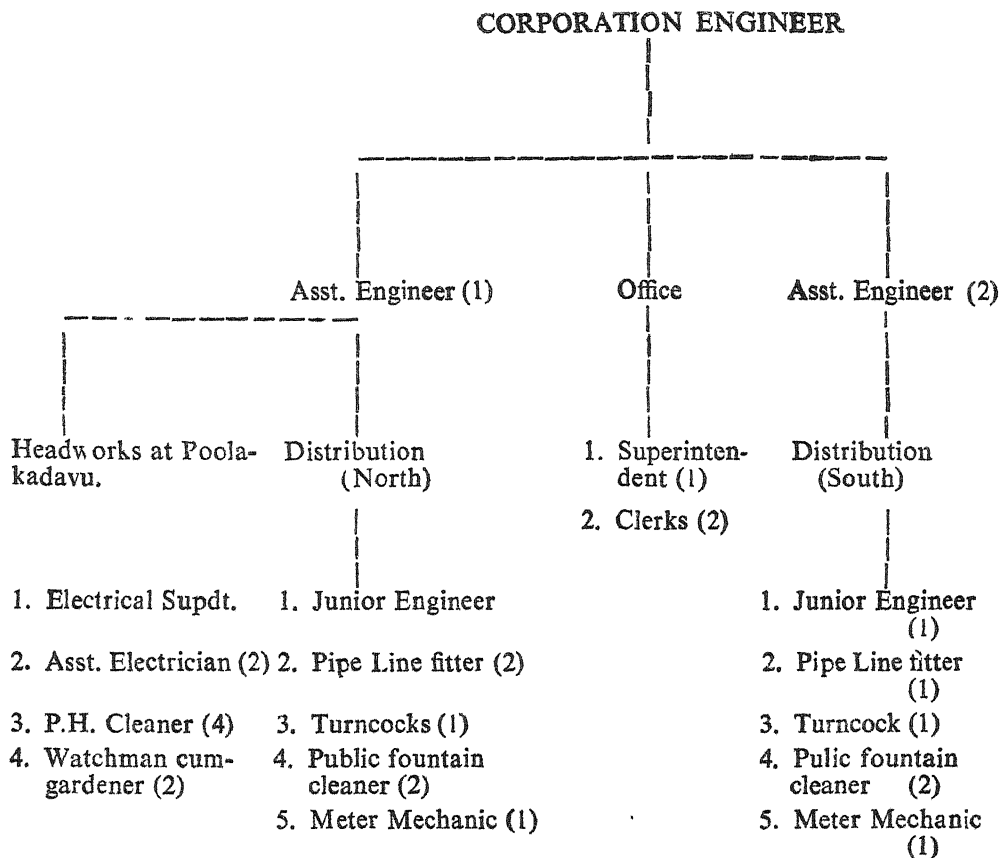 CORPORATION ENGINEER
Asst. Engineer (1)
Office
Asst. Engineer (2)
Headworks at Poola-
kadavu.
Distribution
(North)
1. Superinten-
dent (1)
2. Clerks (2)
Distribution
(South)
1. Electrical Supdt.
2. Asst. Electrician (2)
3. P.H. Cleaner (4)
4. Watchman cum-
gardener (2)
1. Junior Engineer
2. Pipe Line fitter (2)
3. Turncocks (1)
4. Public fountain
cleaner (2)
5. Meter Mechanic (1)
1. Junior Engineer
(1)
2. Pipe Line fitter
(1)
3. Turncock (1)
4. Pulic fountain
cleaner (2)
5. Meter Mechanic
(1)